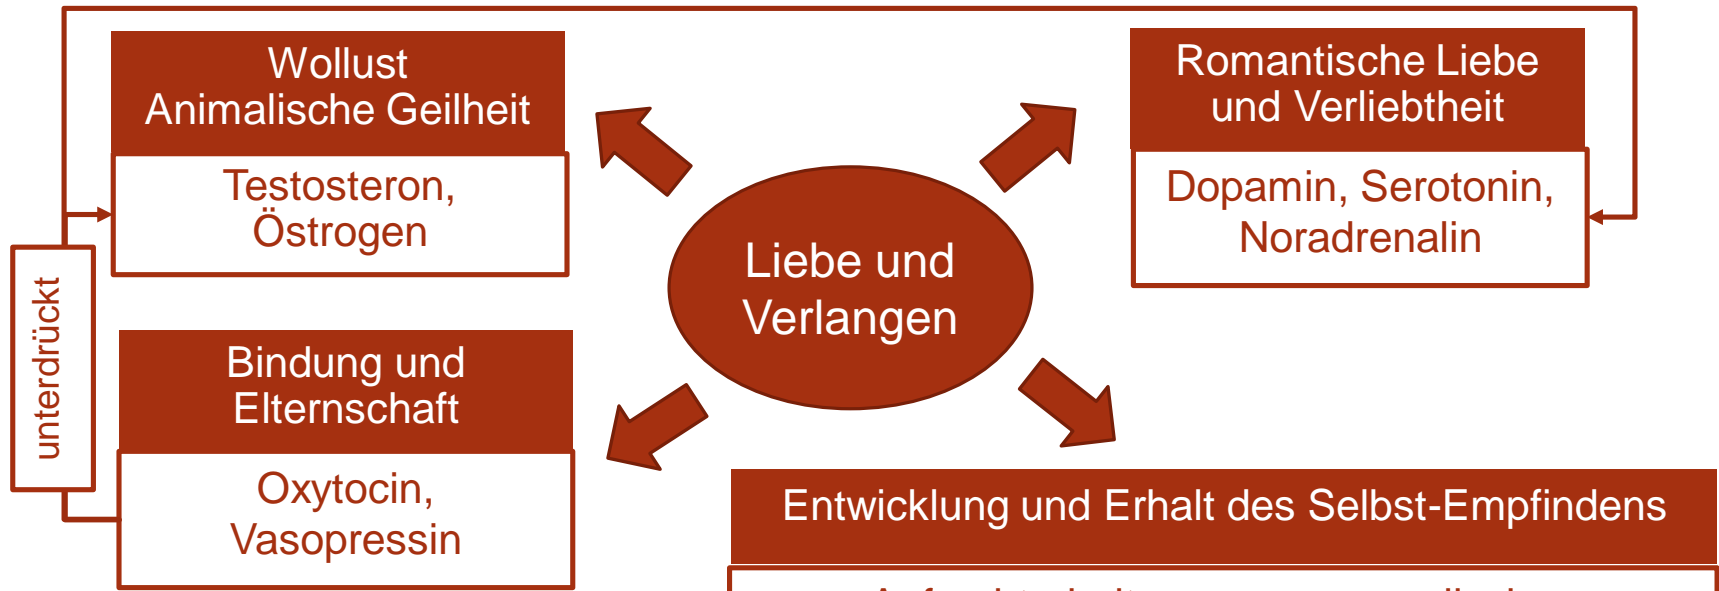 Wollust
Animalische Geilheit
Testosteron,
Östrogen
Romantische Liebe
und Verliebtheit
Dopamin, Serotonin,
Noradrenalin
Liebe und
Verlangen
unterdrückt
Bindung und
Elternschaft
Oxytocin,
Vasopressin
Entwicklung und Erhalt des Selbst-Empfindens